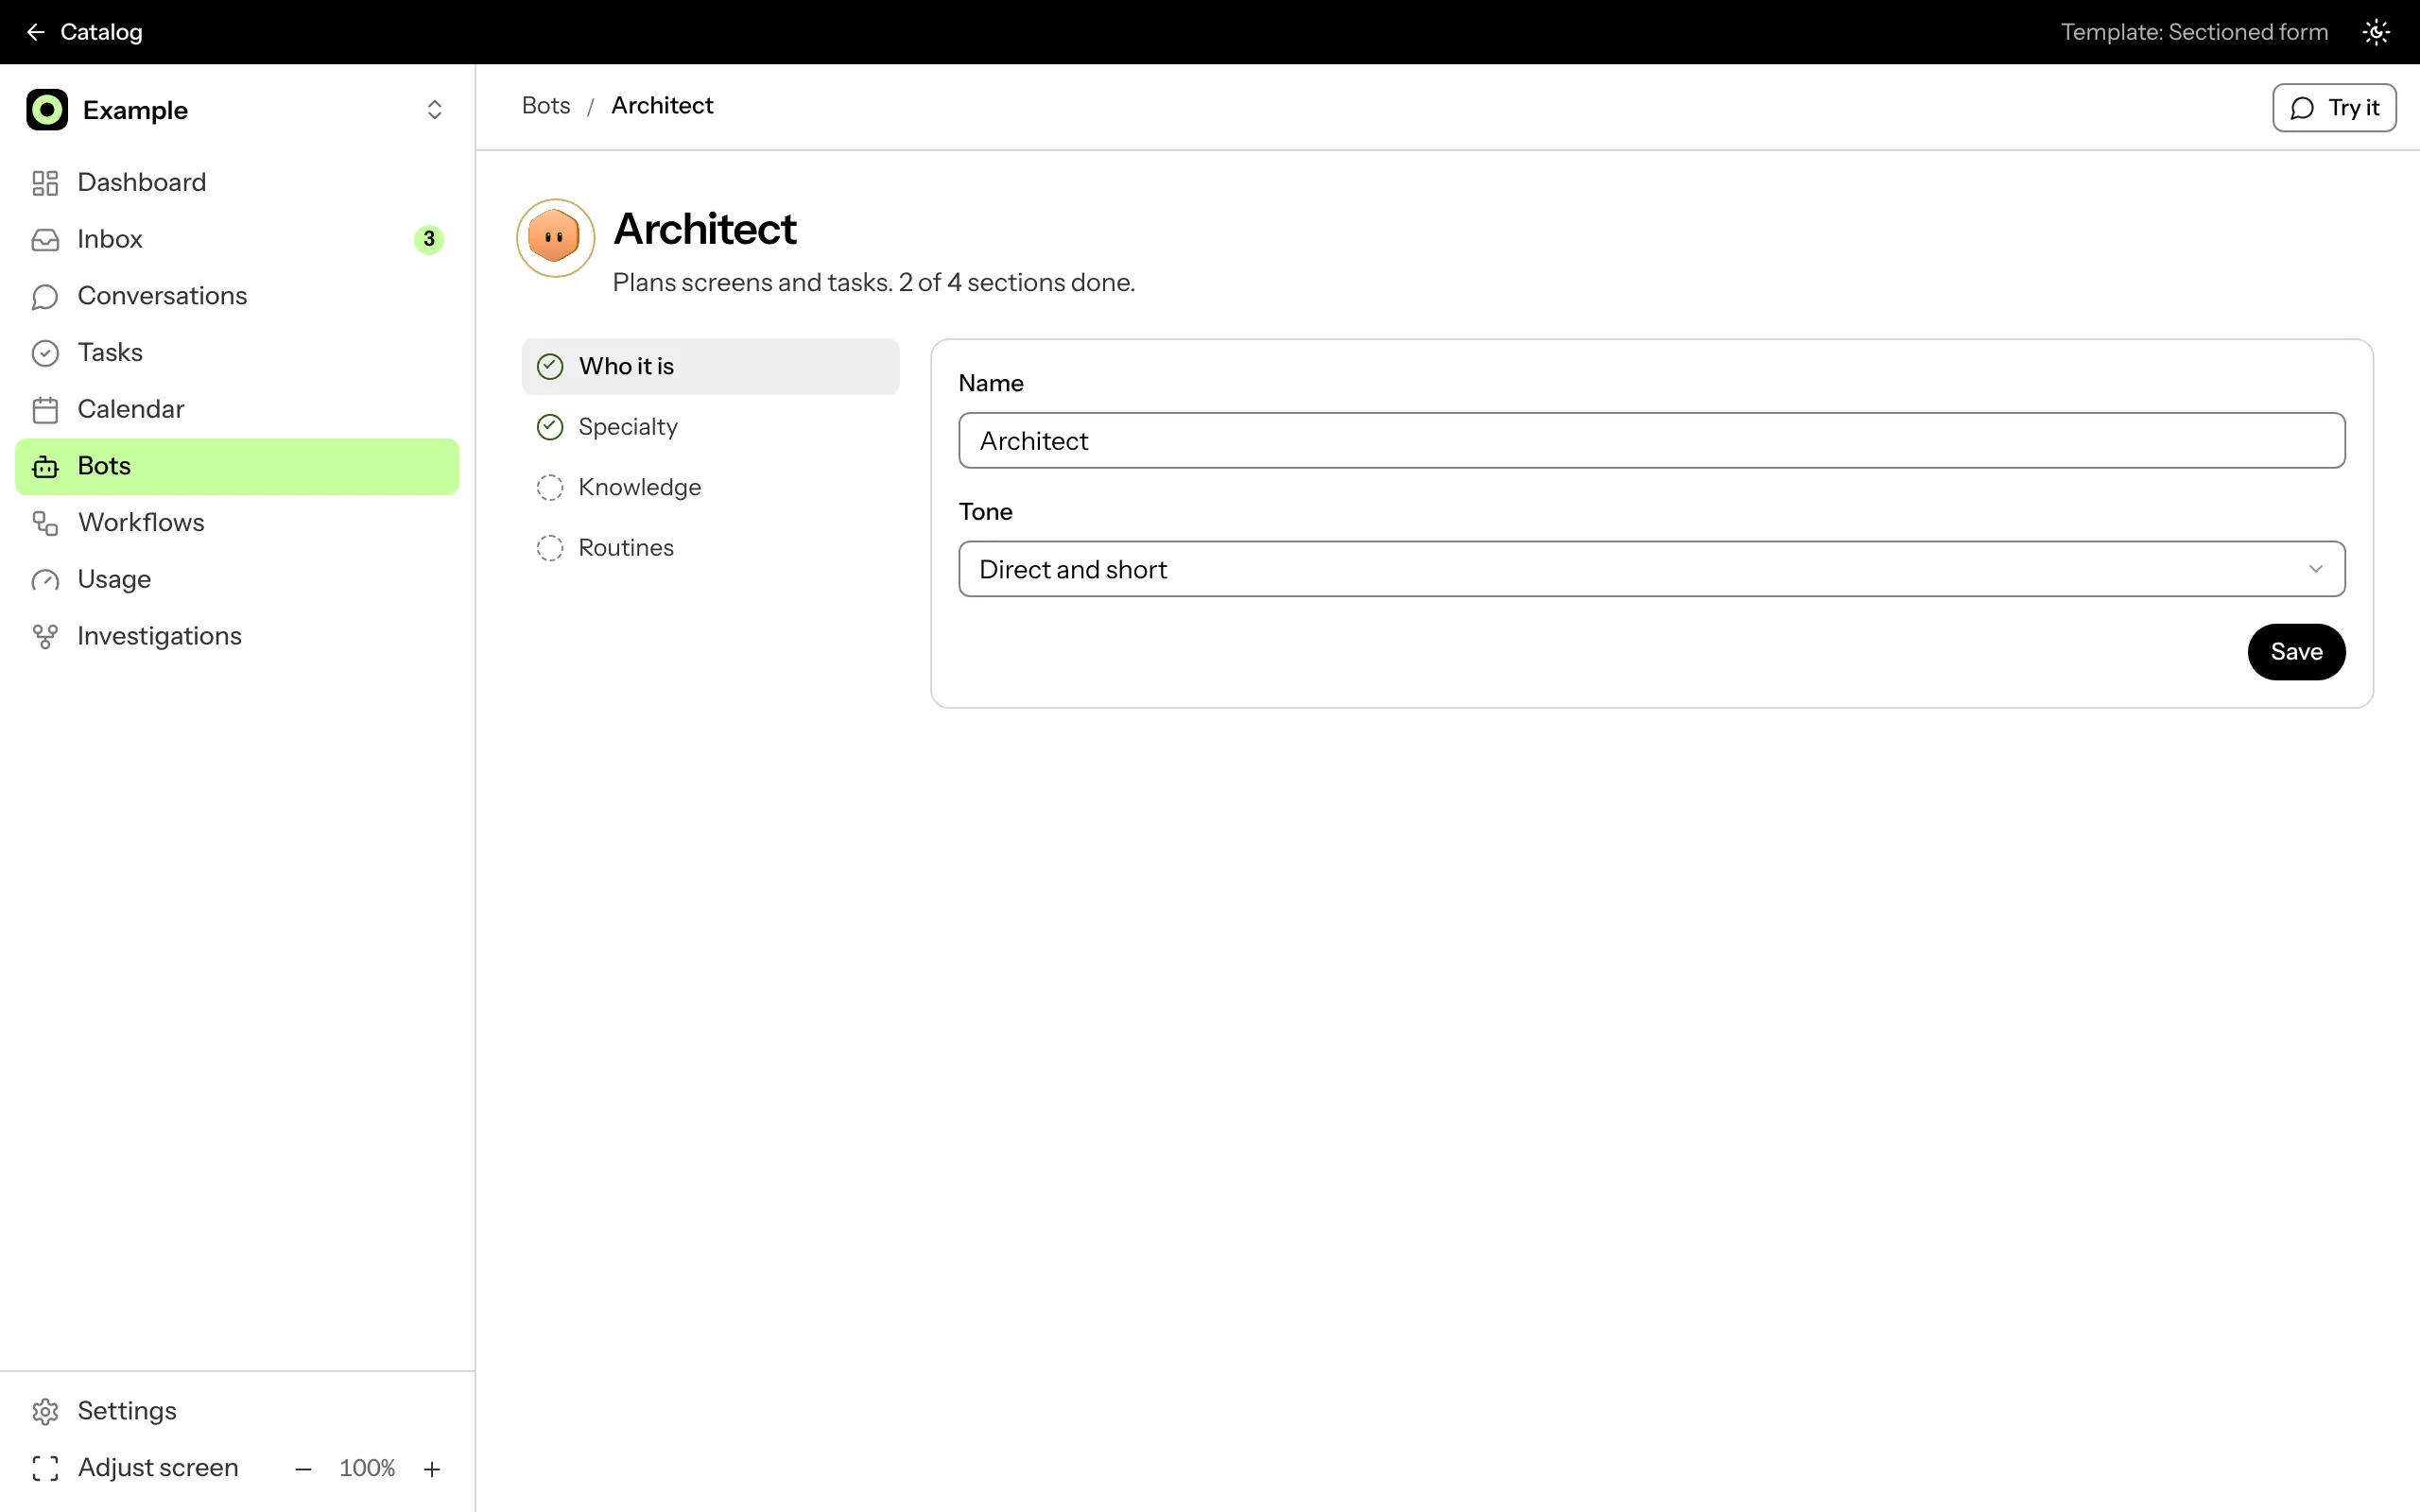 Catalog
Template: Sectioned form
Example
Dashboard
Inbox 3
Conversations
Tasks
Calendar
Bots
Workflows
Usage
Investigations
Settings
Adjust screen − 100% +
Bots / Architect
Try it
Architect
Plans screens and tasks. 2 of 4 sections done.
Who it is
Specialty
Knowledge
Routines
Name
Architect
Tone
Direct and short
Save